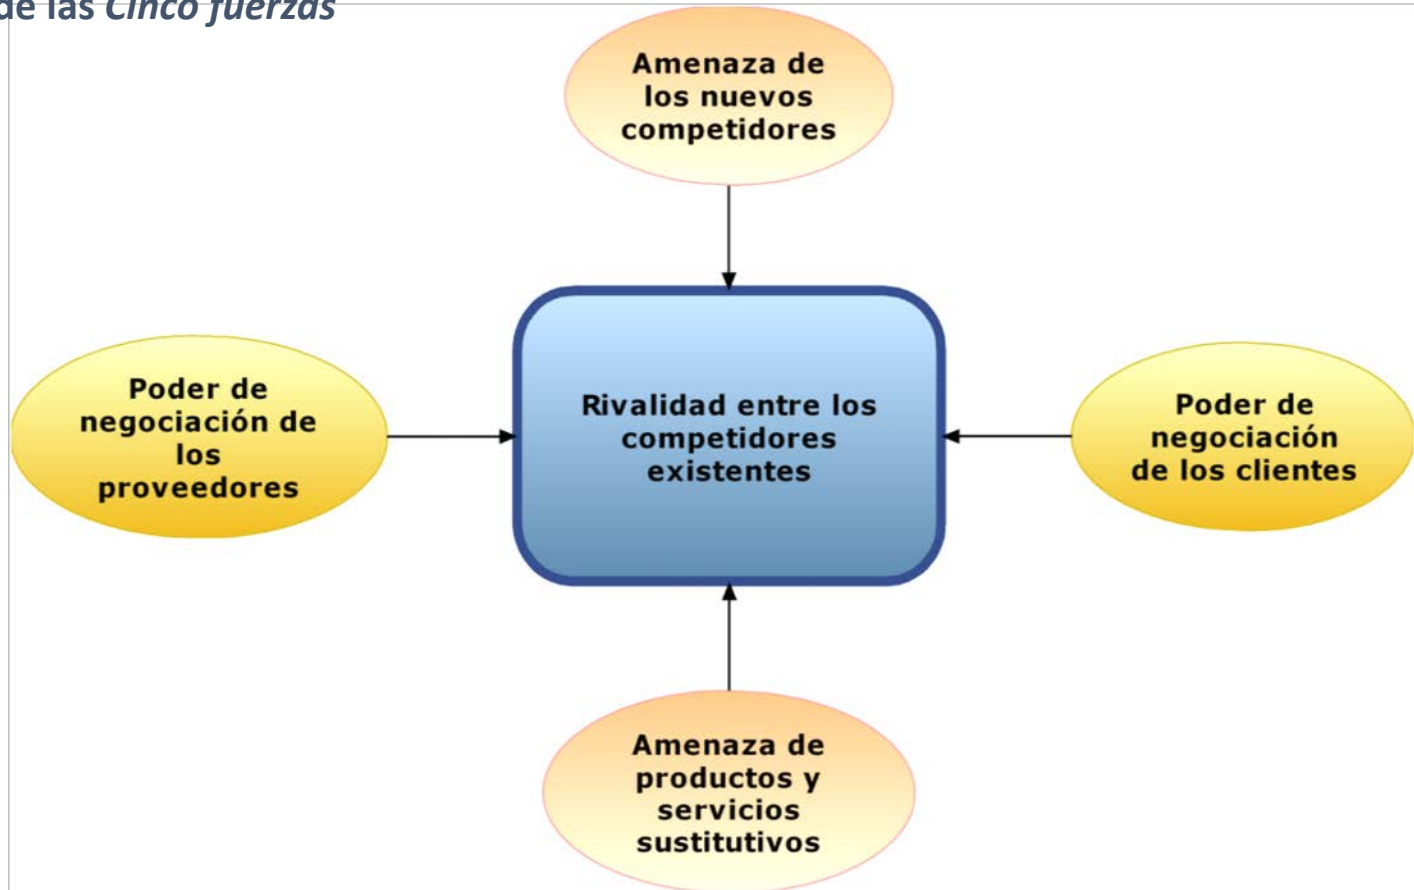 de las Cinco fuerzas
Amenaza de
los nuevos
competidores
Poder de
negociación de
los
proveedores
Rivalidad entre los
competidores
existentes
Poder de
negociación
de los clientes
Amenaza de
productos y
servicios
sustitutivos